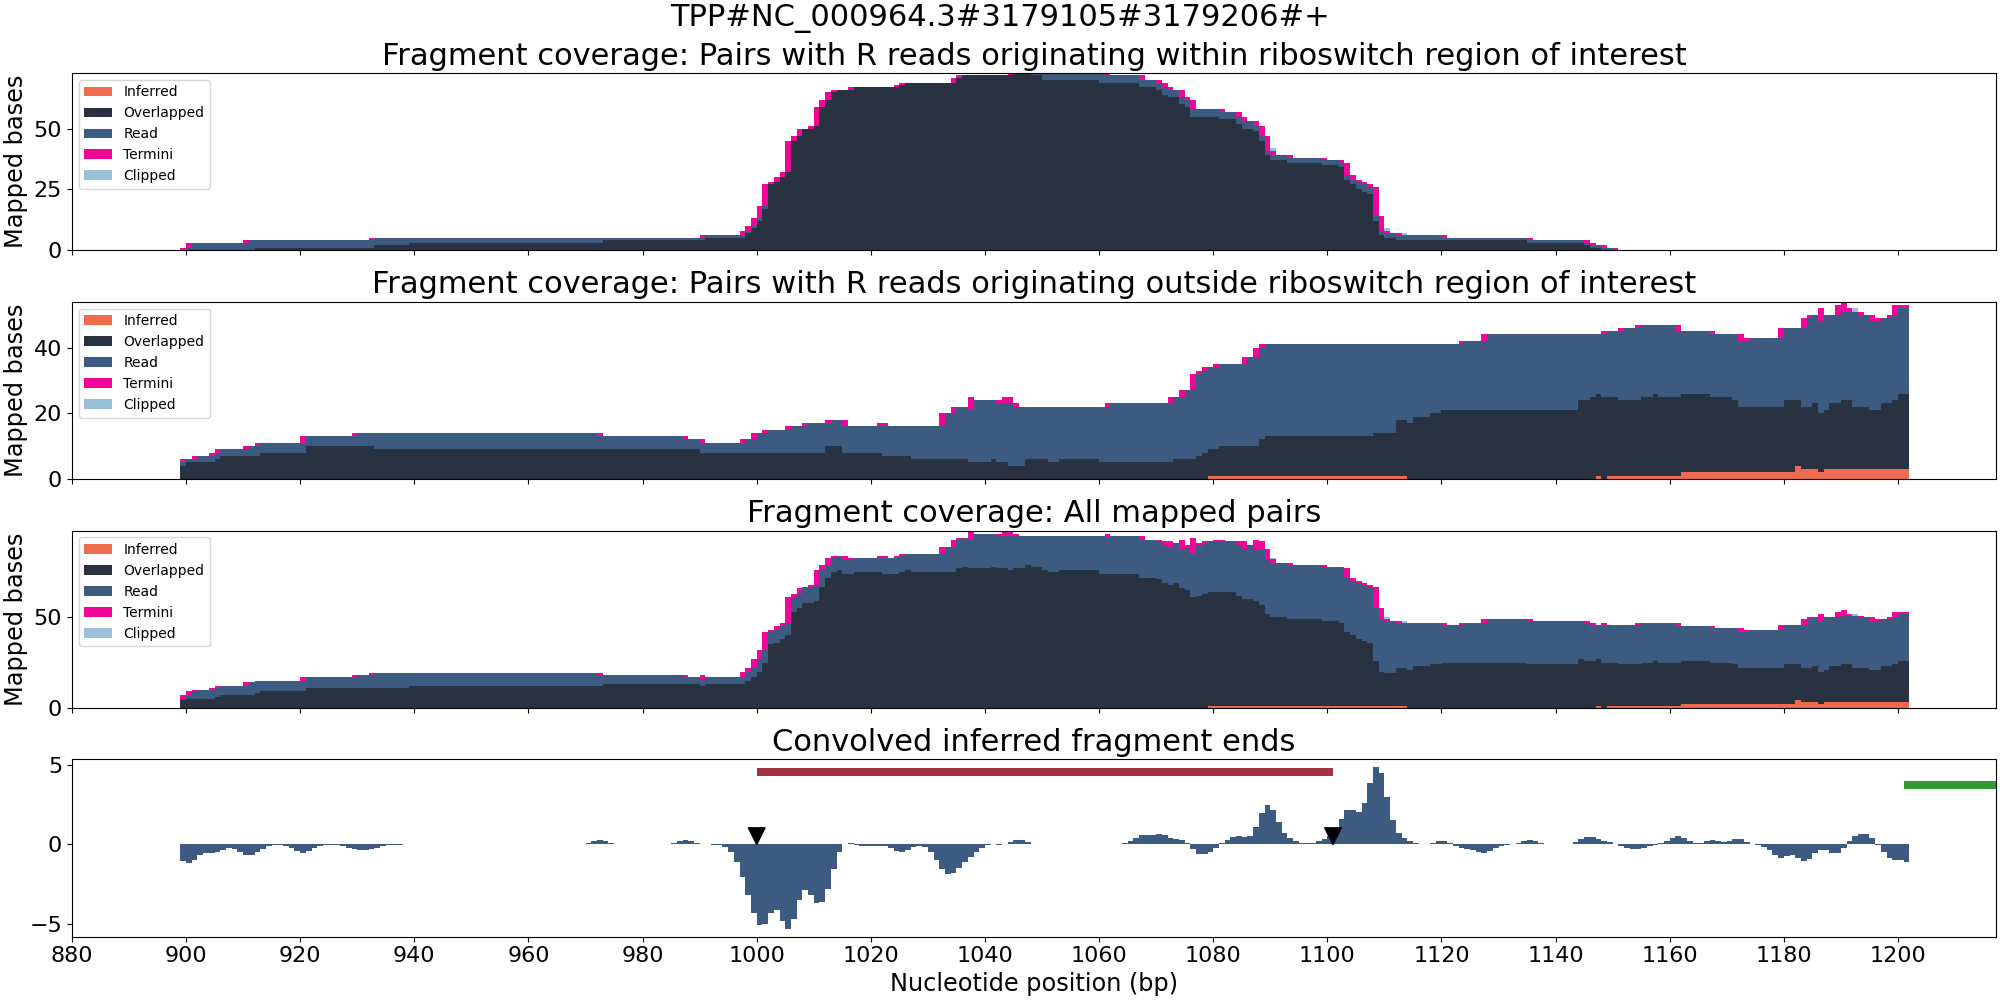 TPP#NC_000964.3#3179105#3179206#+
Fragment coverage: Pairs with R reads originating within riboswitch region of interest
Mapped bases
50
25
0
Inferred
Overlapped
Read
Termini
Clipped
Fragment coverage: Pairs with R reads originating outside riboswitch region of interest
Mapped bases
40
20
0
Inferred
Overlapped
Read
Termini
Clipped
Fragment coverage: All mapped pairs
Mapped bases
50
0
Inferred
Overlapped
Read
Termini
Clipped
Convolved inferred fragment ends
5
0
−5
880 900 920 940 960 980 1000 1020 1040 1060 1080 1100 1120 1140 1160 1180 1200
Nucleotide position (bp)